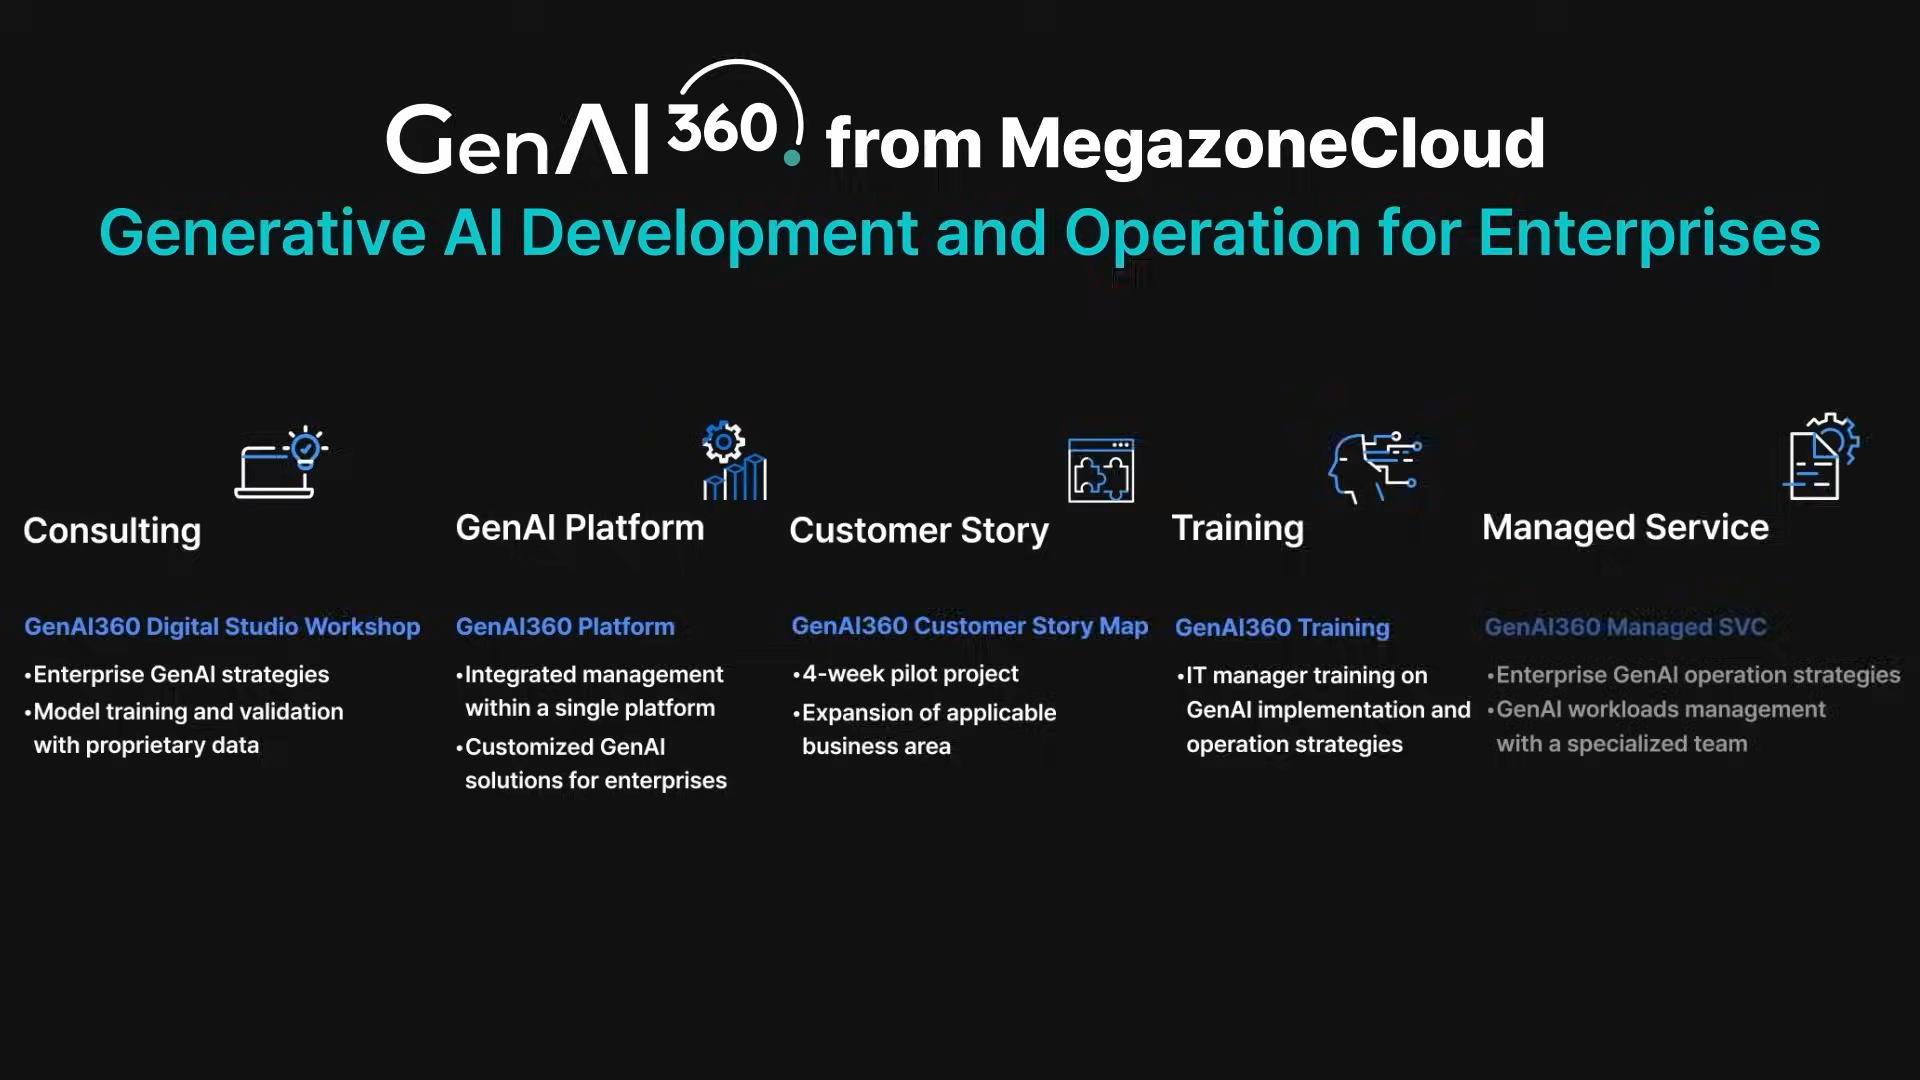 GenAI 360 from MegazoneCloud
Generative AI Development and Operation for Enterprises
Consulting
GenAI360 Digital Studio Workshop
•Enterprise GenAI strategies
•Model training and validation
with proprietary data
GenAI Platform
GenAI360 Platform
•Integrated management
within a single platform
•Customized GenAI
solutions for enterprises
Customer Story
GenAI360 Customer Story Map
•4-week pilot project
•Expansion of applicable
business area
Training
GenAI360 Training
•IT manager training on
GenAI implementation and
operation strategies
Managed Service
GenAI360 Managed SVC
•Enterprise GenAI operation strategies
•GenAI workloads management
with a specialized team